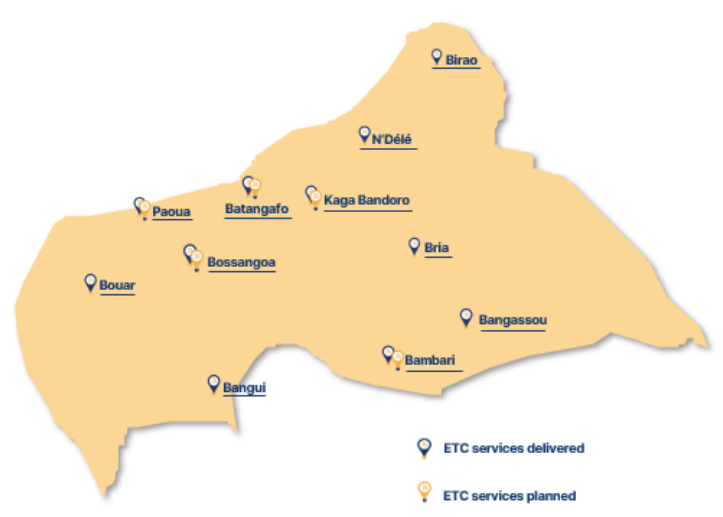 Birao
N'Délé
Kaga Bandoro
Batangafo
Paoua
Bria
Bossangoa
Bouar
Bangassou
Bambari
Bangui
ETC services delivered
ETC services planned